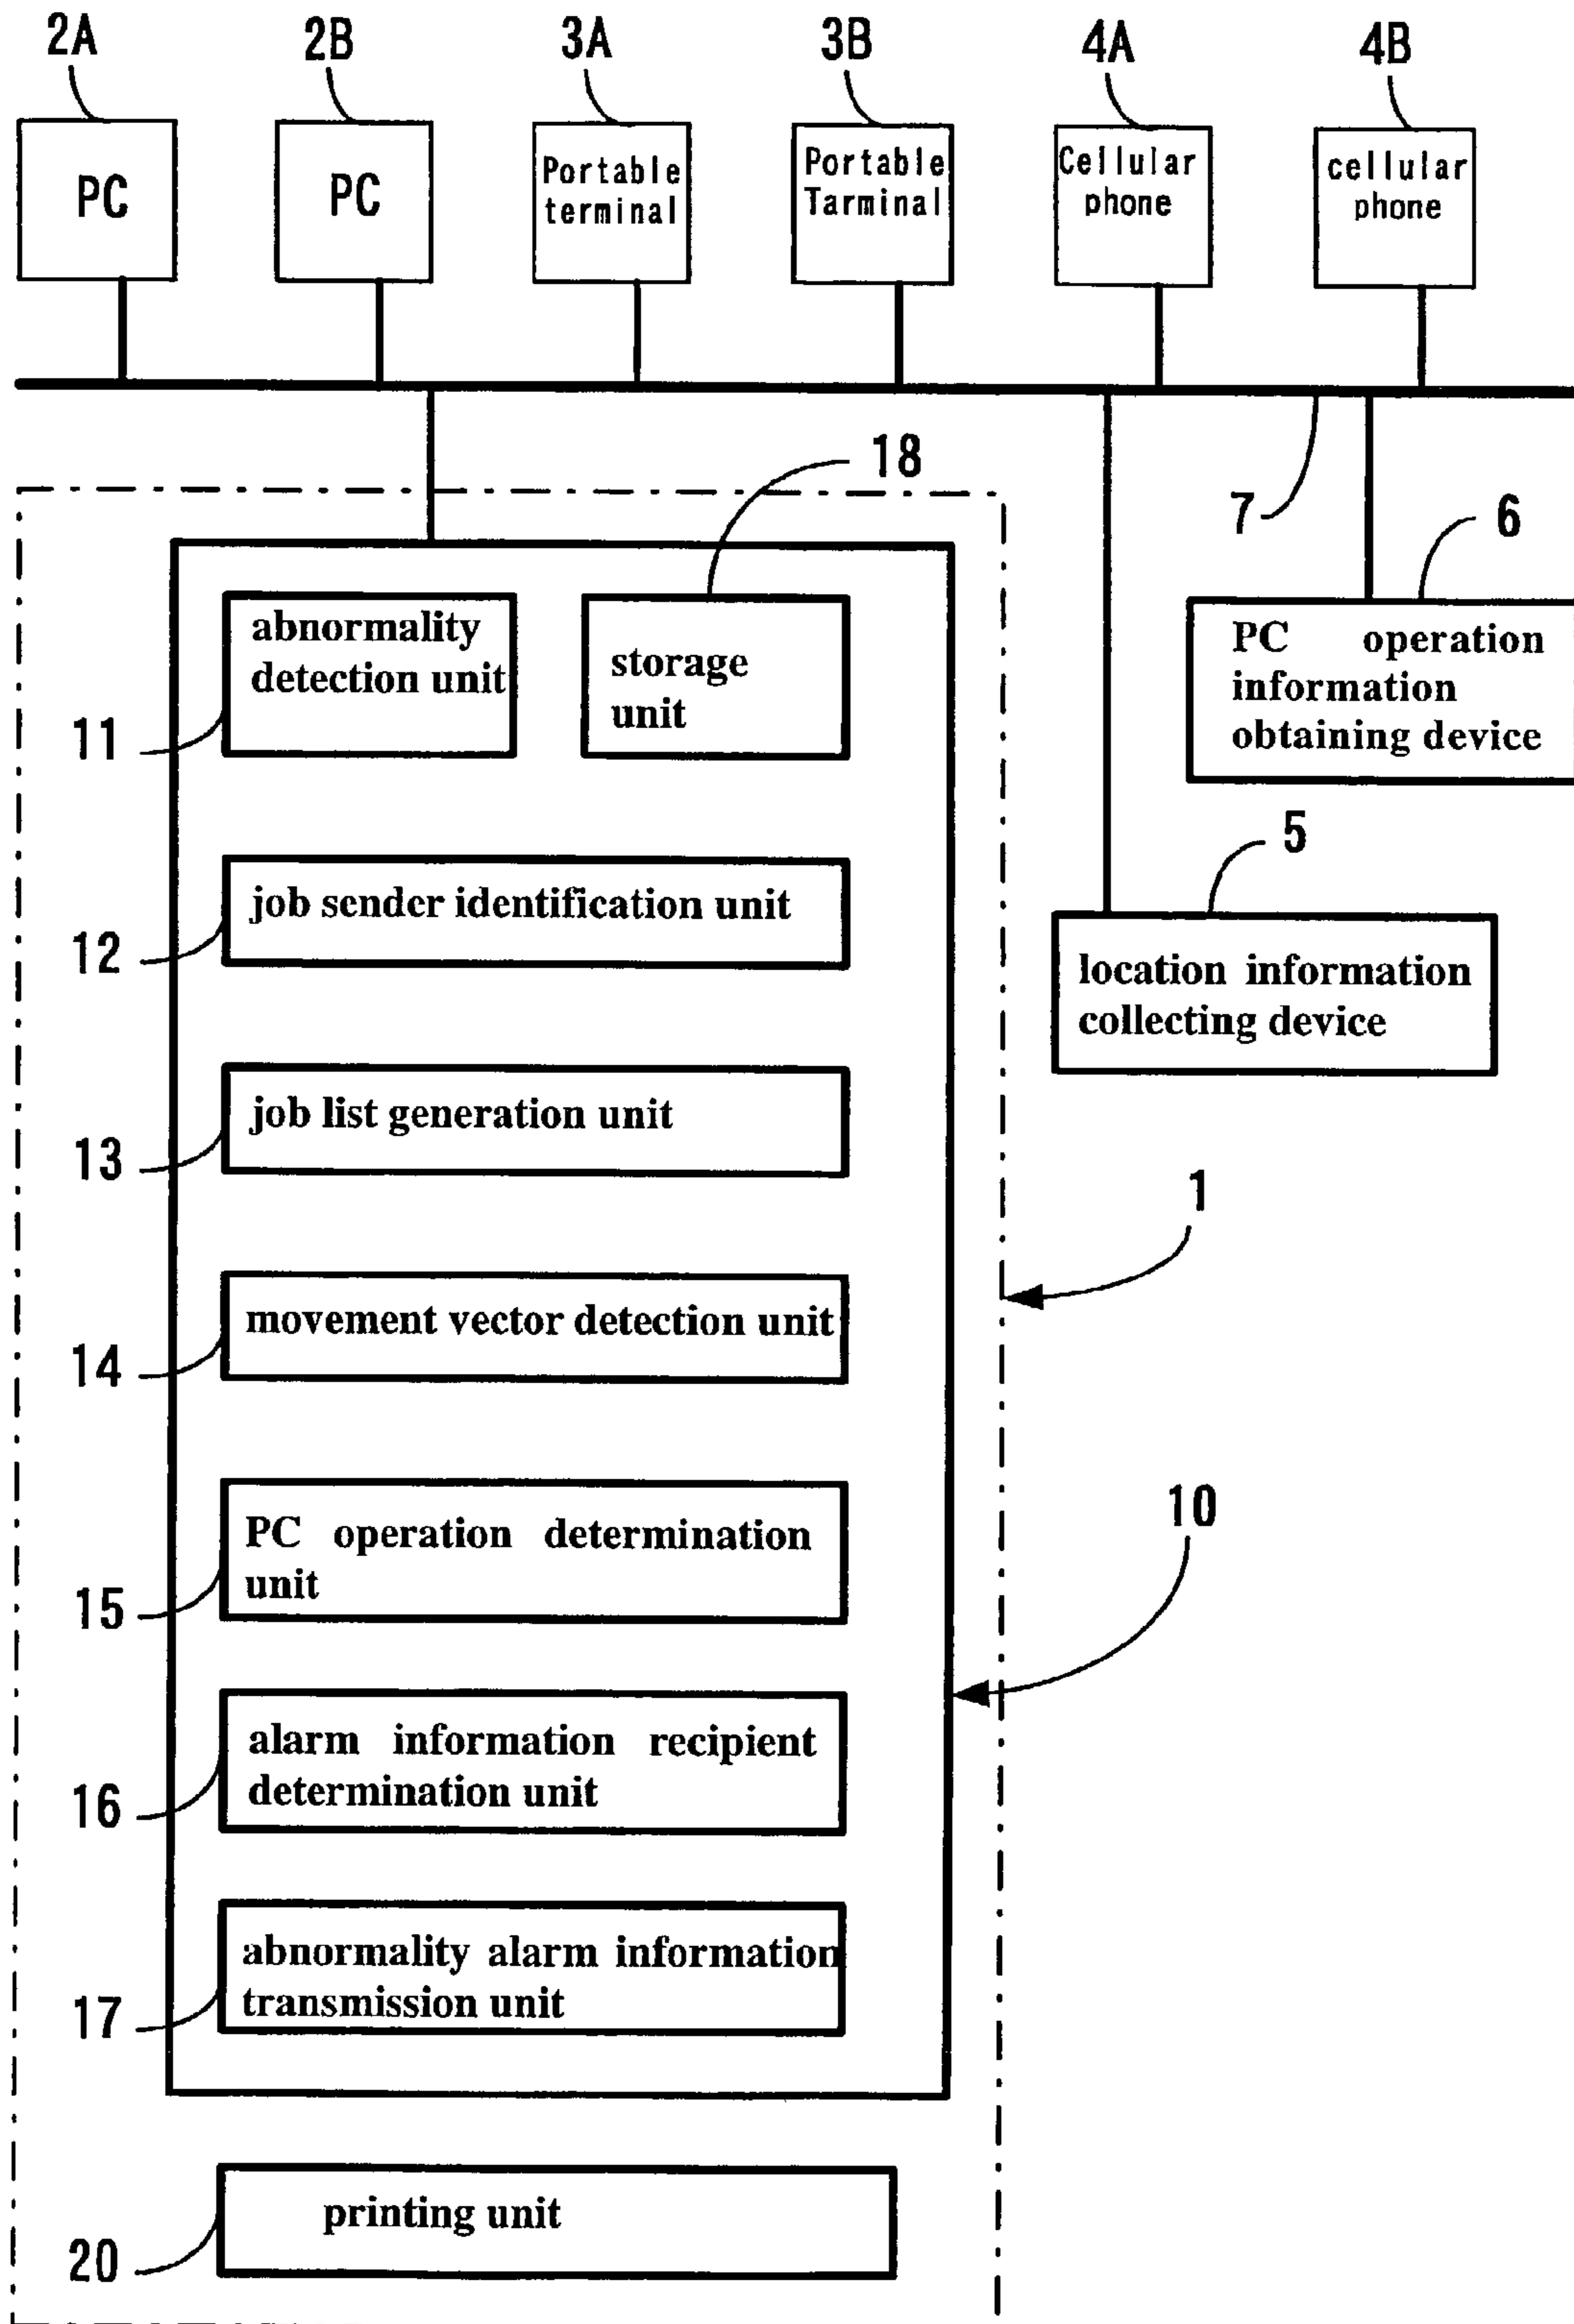 2A 2B 3A 3B 4A 4B
PC
PC
Portable
terminal
Portable
Tarminal
Cellular
phone
cellular
phone
18
7
6
abnormality
detection unit
storage
unit
11
PC operation
information
obtaining device
5
job sender identification unit
12
location information
collecting device
job list generation unit
13
1
movement vector detection unit
14
10
PC operation determination
unit
15
alarm information recipient
determination unit
16
abnormality alarm information
transmission unit
17
printing unit
20